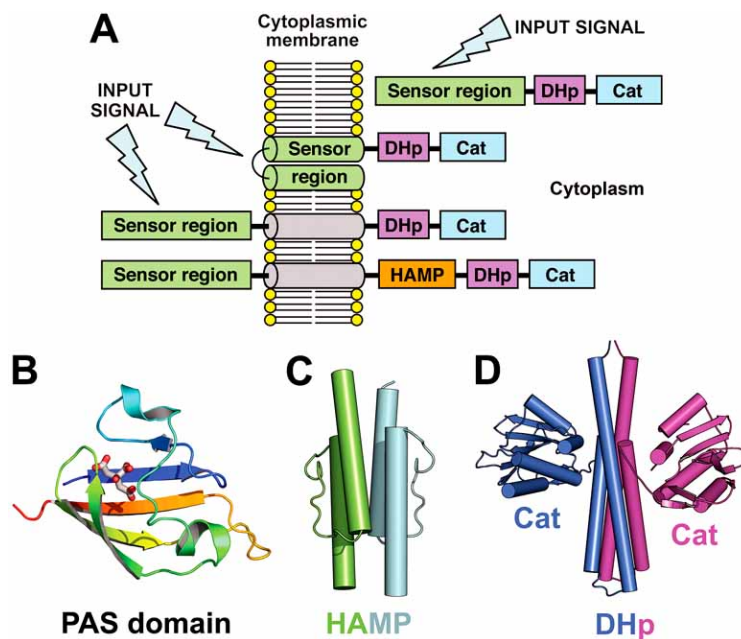 A
Cytoplasmic
membrane
INPUT SIGNAL
Sensor region
DHp
Cat
INPUT
SIGNAL
Sensor
DHp
Cat
region
Cytoplasm
Sensor region
DHp
Cat
Sensor region
HAMP
DHp
Cat
B
C
D
Cat
Cat
PAS domain
HAMP
DHp